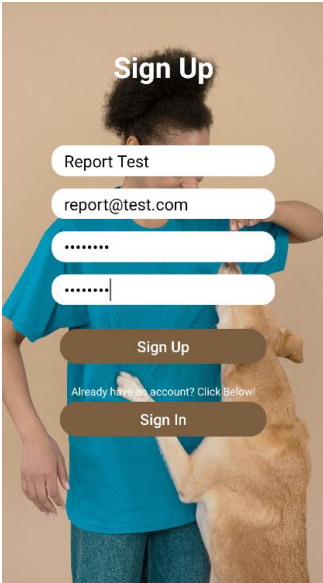 Sign Up
Report Test
report@test.com
••••••••
••••••••
Sign Up
Already have an account? Click Below!
Sign In